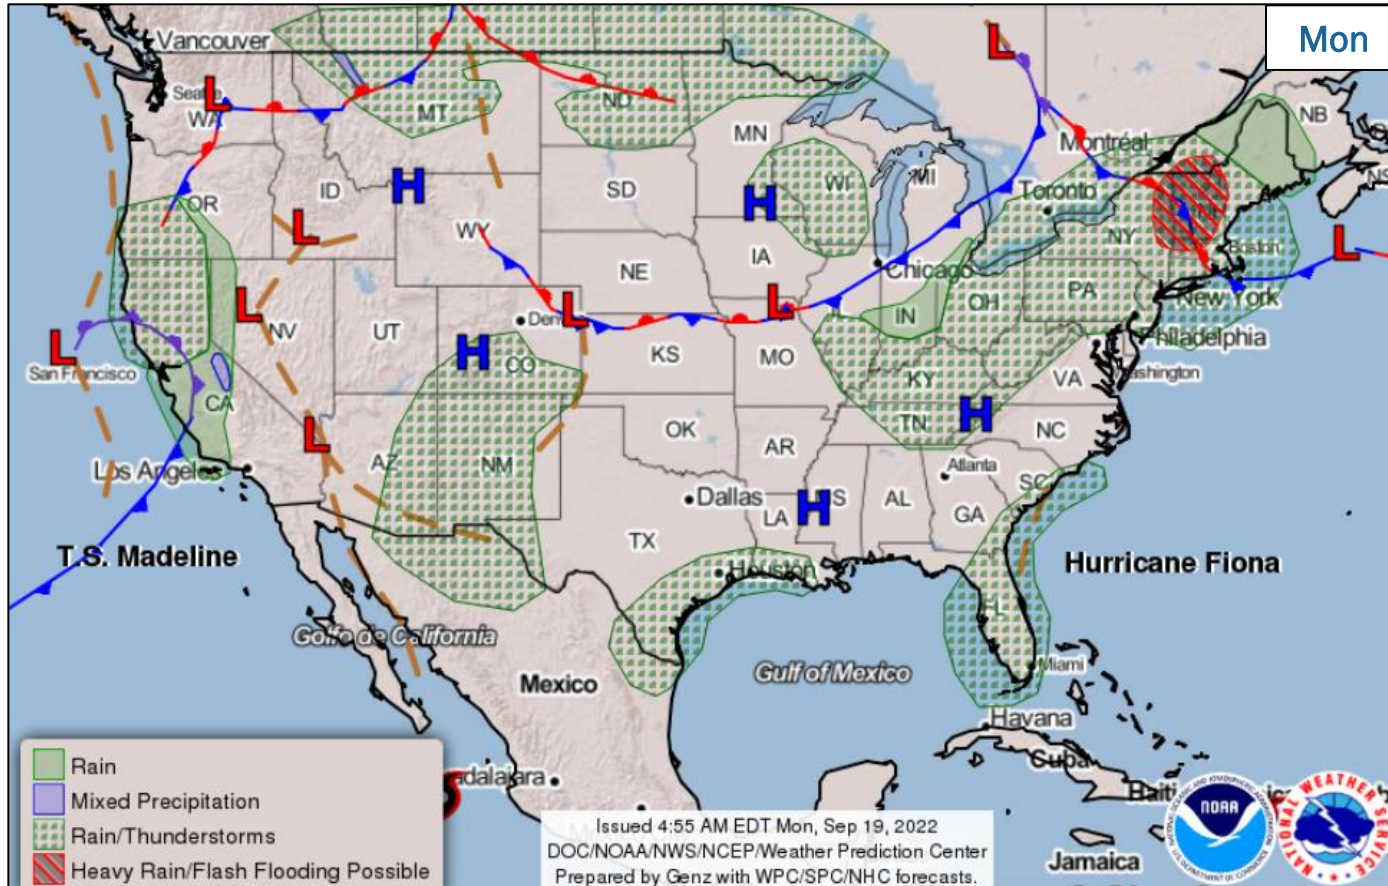 Mon
Vancouver
Seattle
WA
MT
ND
MN
Montréal
NB
NS
OR
ID
SD
WI
MI
Toronto
NY
Boston
WY
IA
NE
Chicago
IN
OH
PA
New York
Philadelphia
Washington
San Francisco
NV
UT
CO
KS
MO
KY
VA
CA
TN
NC
OK
AR
Los Angeles
AZ
NM
Dallas
Atlanta
SC
MS
LA
AL
GA
TX
T.S. Madeline
Houston
Hurricane Fiona
FL
Golfo de California
Gulf of Mexico
Miami
Mexico
Havana
Cuba
adalajara
Haiti
Jamaica
H
H
H
H
H
L
L
L
L
L
L
L
L
L
Rain
Mixed Precipitation
Rain/Thunderstorms
Heavy Rain/Flash Flooding Possible
Issued 4:55 AM EDT Mon, Sep 19, 2022
DOC/NOAA/NWS/NCEP/Weather Prediction Center
Prepared by Genz with WPC/SPC/NHC forecasts.
NOAA
NATIONAL WEATHER SERVICE